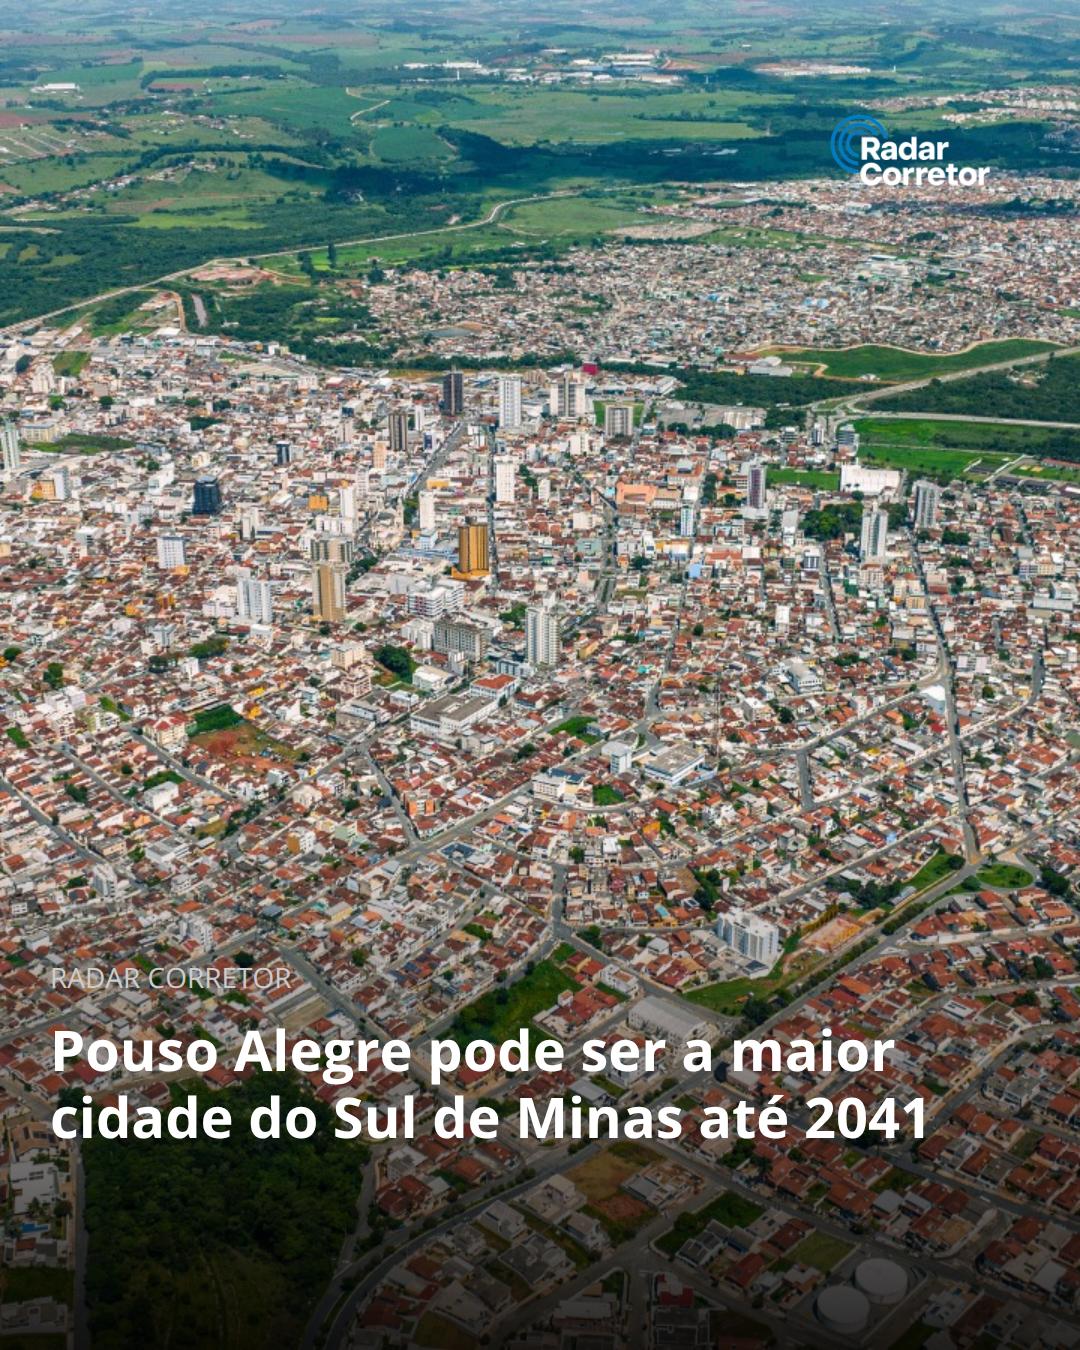 Radar
Corretor
RADAR CORRETOR
Pouso Alegre pode ser a maior
cidade do Sul de Minas até 2041